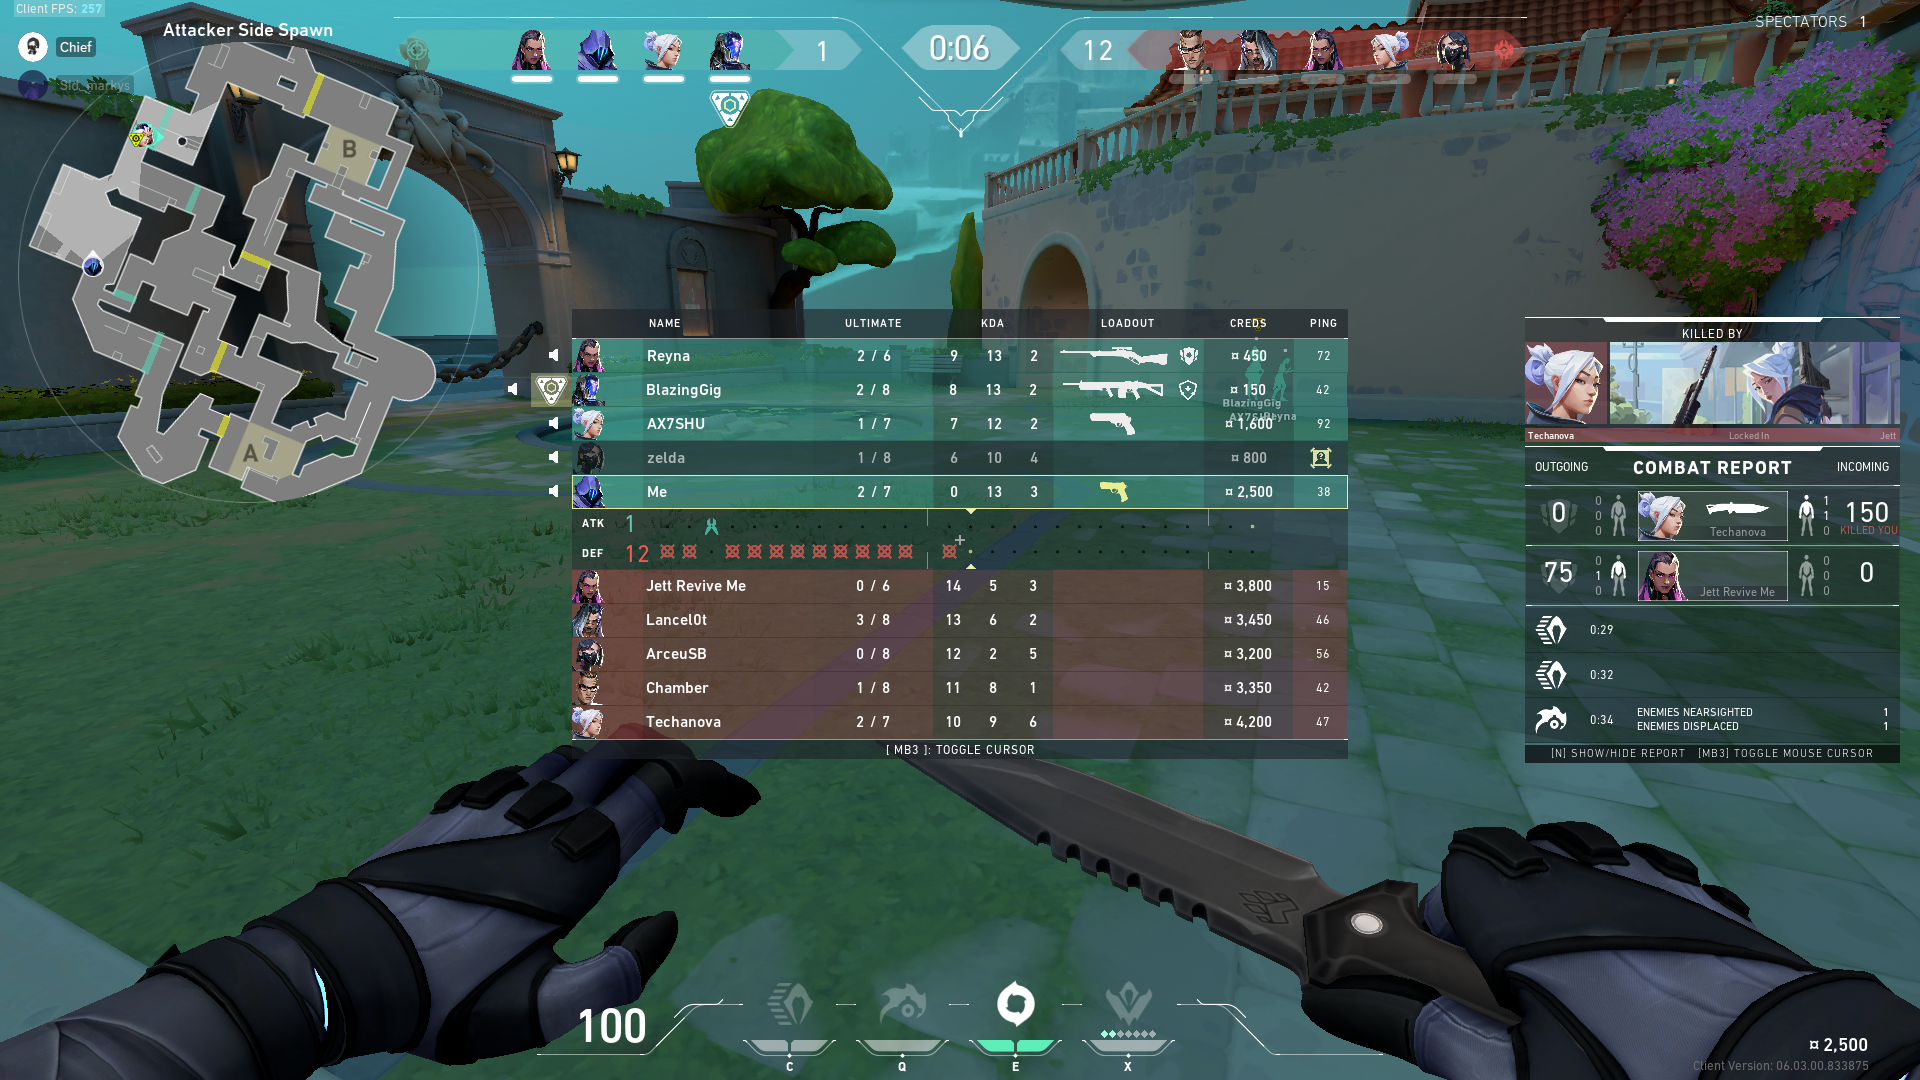 Client FPS: 257
Attacker Side Spawn
Chief
Sid_markys
B
A
1
0:06
12
SPECTATORS 1
NAME ULTIMATE KDA LOADOUT CREDS PING
Reyna 2 / 6 9 13 2 ¤ 450 72
BlazingGig 2 / 8 8 13 2 ¤ 150 42
BlazingGig
AX7SHU Reyna
AX7SHU 1 / 7 7 12 2 ¤ 1,600 92
zelda 1 / 8 6 10 4 ¤ 800
Me 2 / 7 0 13 3 ¤ 2,500 38
ATK 1
DEF 12
Jett Revive Me 0 / 6 14 5 3 ¤ 3,800 15
Lancel0t 3 / 8 13 6 2 ¤ 3,450 46
ArceuSB 0 / 8 12 2 5 ¤ 3,200 56
Chamber 1 / 8 11 8 1 ¤ 3,350 42
Techanova 2 / 7 10 9 6 ¤ 4,200 47
[ MB3 ]: TOGGLE CURSOR
KILLED BY
Techanova Locked In Jett
OUTGOING COMBAT REPORT INCOMING
0 0 0 0 Techanova 1 1 0 150
KILLED YOU
75 0 1 0 Jett Revive Me 0 0 0 0
0:29
0:32
0:34 ENEMIES NEARSIGHTED 1
ENEMIES DISPLACED 1
[N] SHOW/HIDE REPORT [MB3] TOGGLE MOUSE CURSOR
100
C Q E X
¤ 2,500
Client Version: 06.03.00.833875